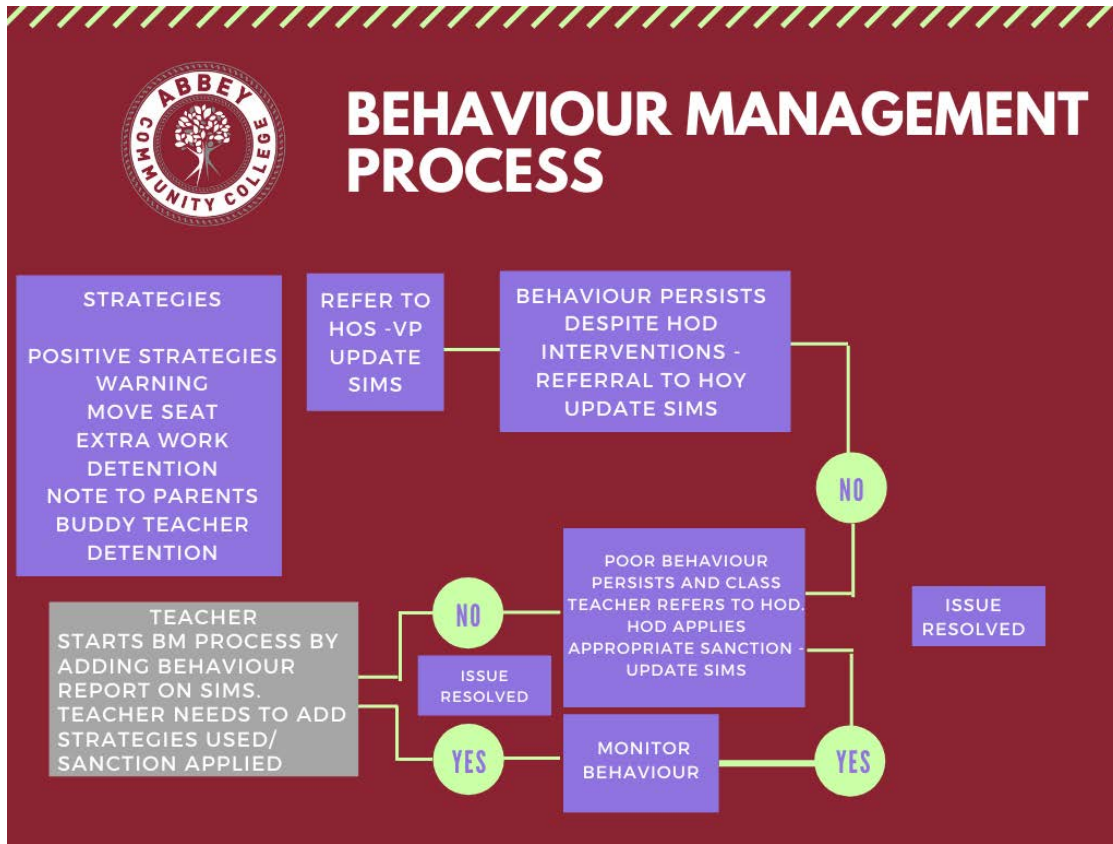 ABBEY
COMMUNITY COLLEGE
BEHAVIOUR MANAGEMENT
PROCESS
STRATEGIES
POSITIVE STRATEGIES
WARNING
MOVE SEAT
EXTRA WORK
DETENTION
NOTE TO PARENTS
BUDDY TEACHER
DETENTION
REFER TO
HOS -VP
UPDATE
SIMS
BEHAVIOUR PERSISTS
DESPITE HOD
INTERVENTIONS -
REFERRAL TO HOY
UPDATE SIMS
NO
POOR BEHAVIOUR
PERSISTS AND CLASS
TEACHER REFERS TO HOD.
HOD APPLIES
APPROPRIATE SANCTION -
UPDATE SIMS
ISSUE
RESOLVED
NO
TEACHER
STARTS BM PROCESS BY
ADDING BEHAVIOUR
REPORT ON SIMS.
TEACHER NEEDS TO ADD
STRATEGIES USED/
SANCTION APPLIED
ISSUE
RESOLVED
YES
MONITOR
BEHAVIOUR
YES